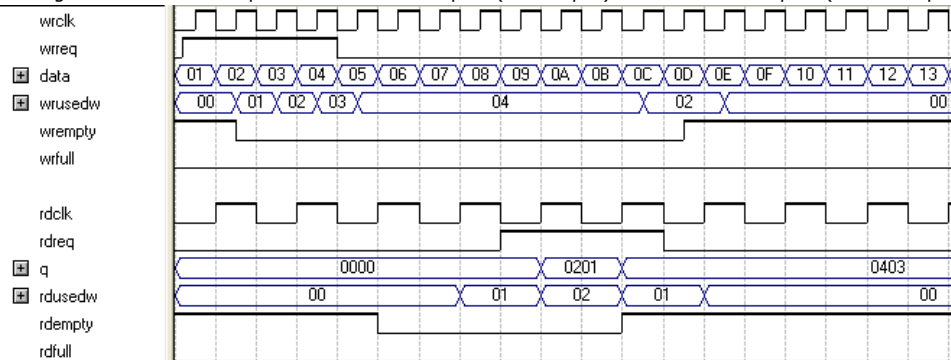 wrclk
wrreq
data 01 02 03 04 05 06 07 08 09 0A 0B 0C 0D 0E 0F 10 11 12 13
wrusedw 00 01 02 03 04 02 00
wrempty
wrfull
rdclk
rdreq
q 0000 0201 0403
rdusedw 00 01 02 01 00
rdempty
rdfull